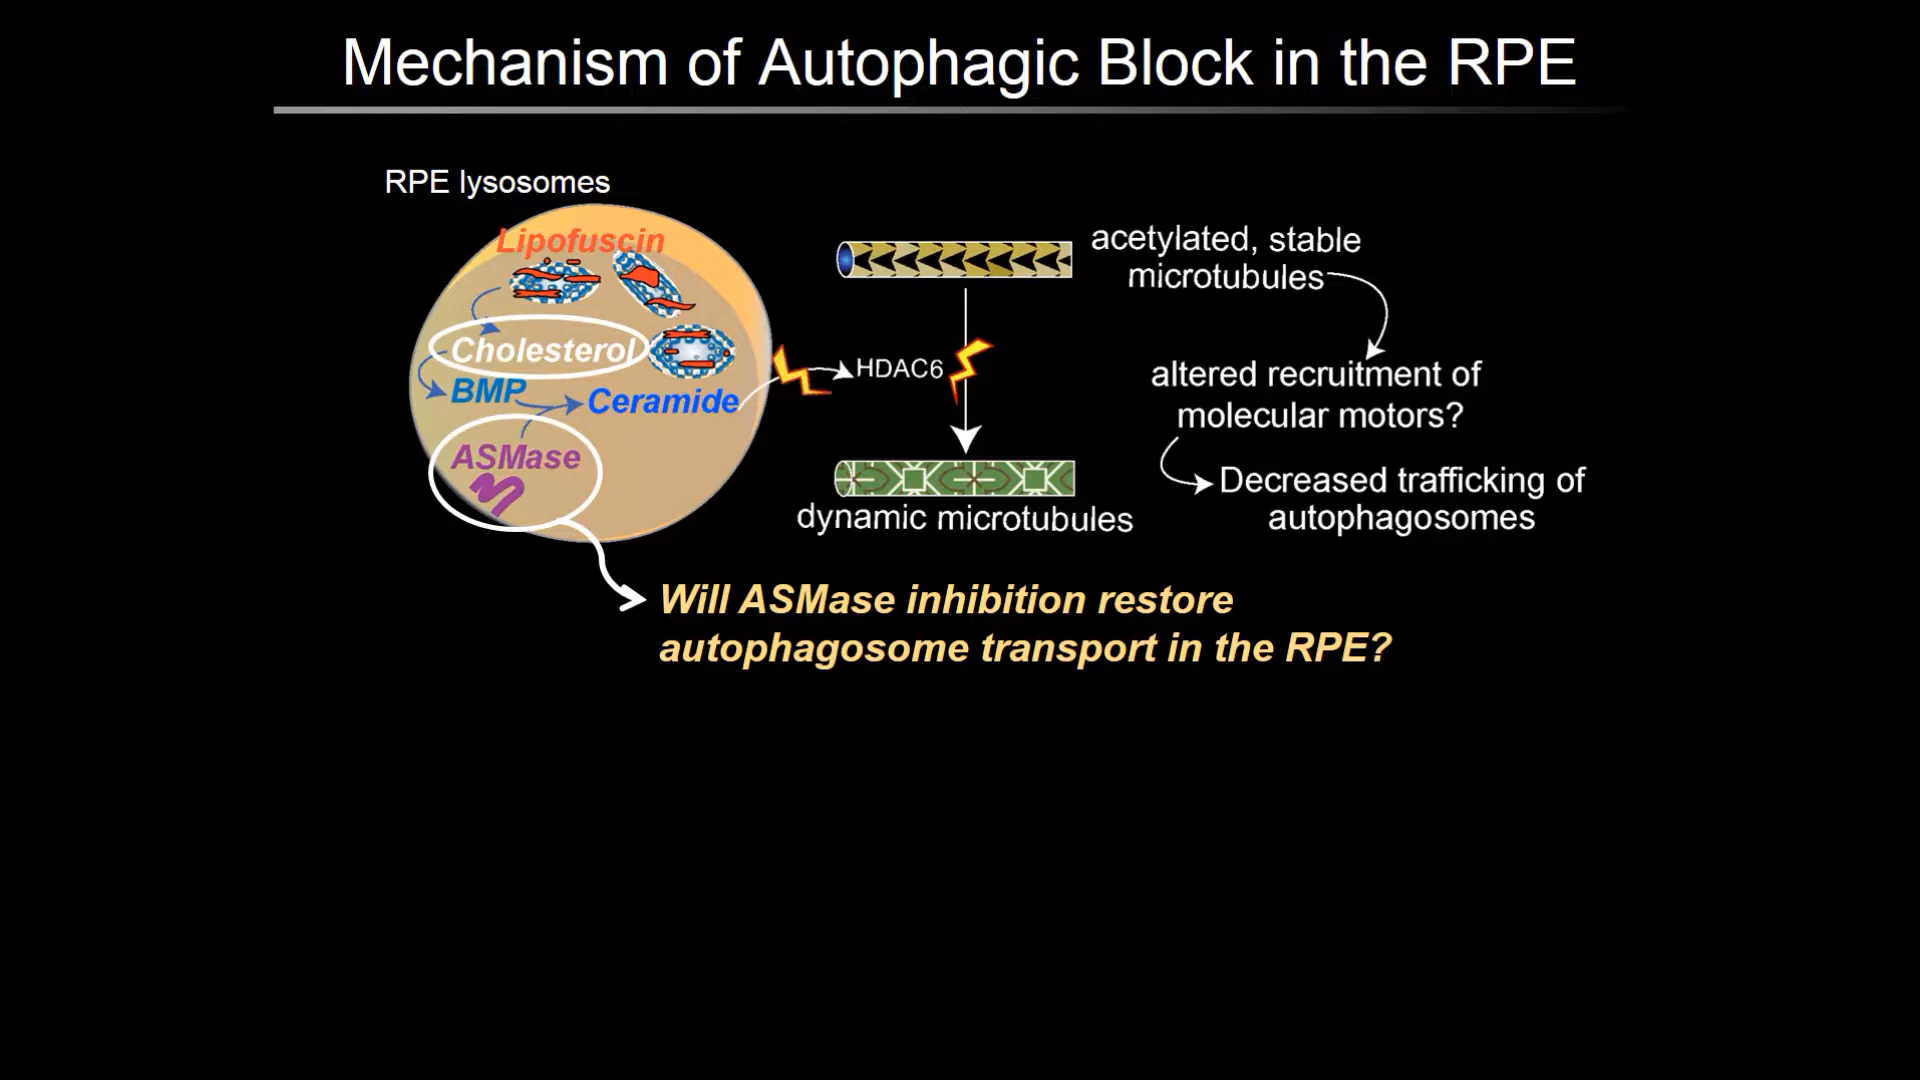 Mechanism of Autophagic Block in the RPE
RPE lysosomes
Lipofuscin
Cholesterol
BMP
Ceramide
ASMase
HDAC6
acetylated, stable
microtubules
dynamic microtubules
altered recruitment of
molecular motors?
Decreased trafficking of
autophagosomes
Will ASMase inhibition restore
autophagosome transport in the RPE?